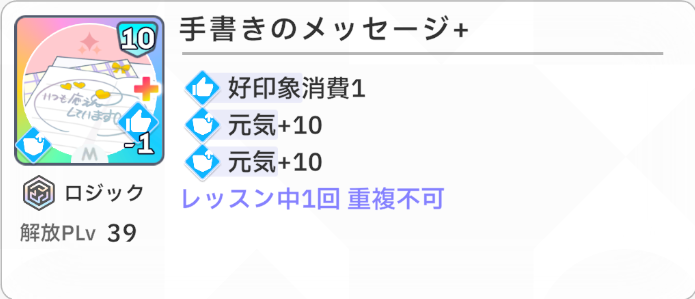 手書きのメッセージ+
10
いつも応えん
しています
-1
M
好印象消費1
元気+10
元気+10
レッスン中1回 重複不可
ロジック
解放PLv 39